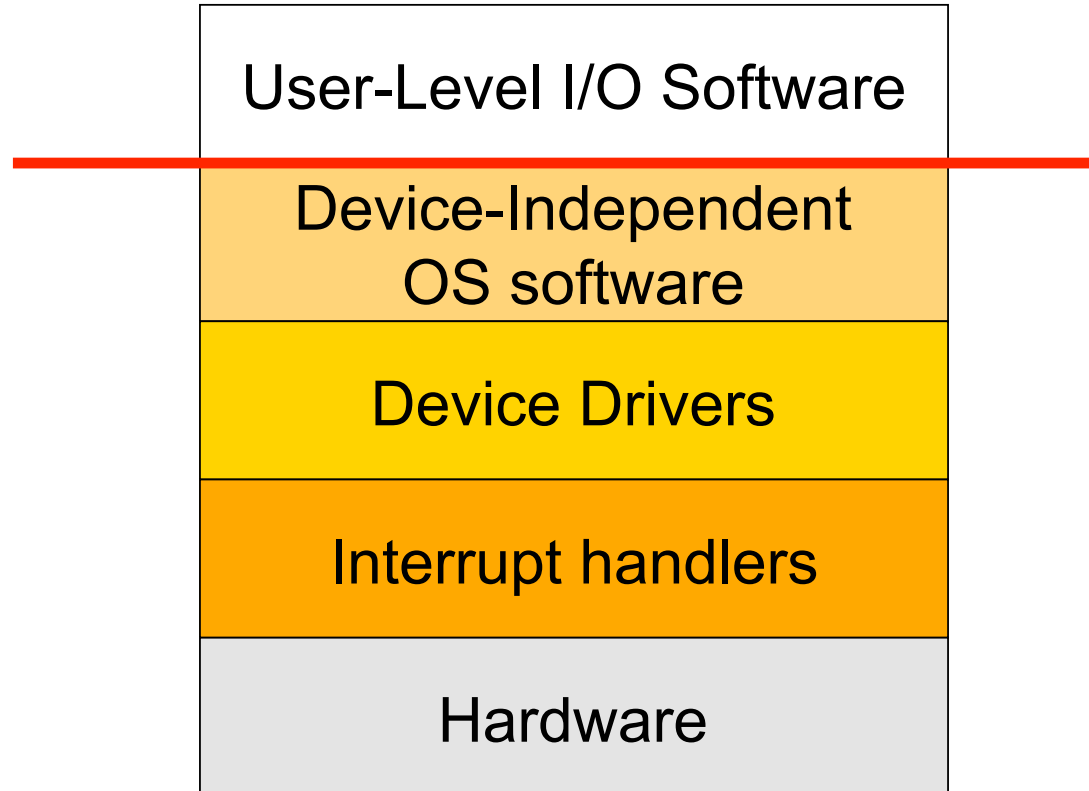 User-Level I/O Software
Device-Independent
OS software
Device Drivers
Interrupt handlers
Hardware